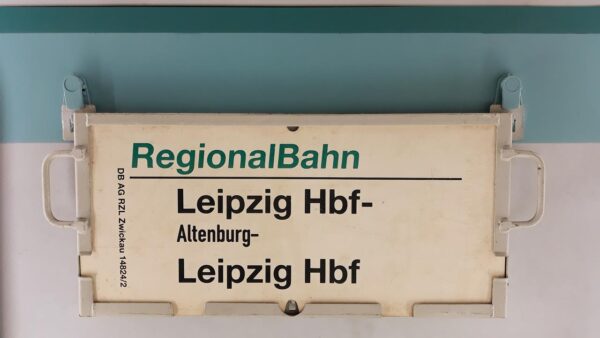 RegionalBahn
Leipzig Hbf-
Altenburg-
Leipzig Hbf
DB AG RZL Zwickau 14824/2